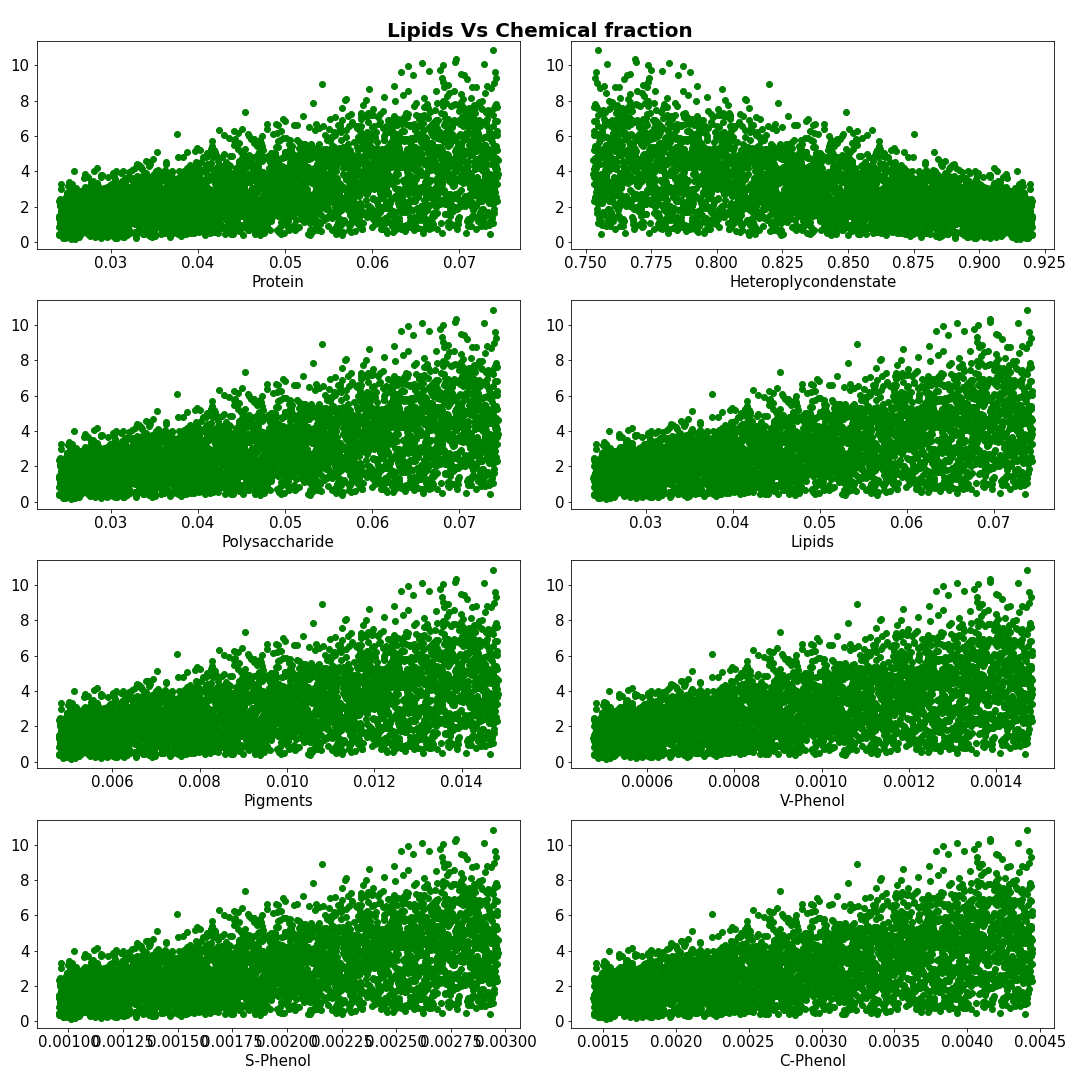 Lipids Vs Chemical fraction
10
8
6
4
2
0
0.03 0.04 0.05 0.06 0.07
Protein
10
8
6
4
2
0
0.750 0.775 0.800 0.825 0.850 0.875 0.900 0.925
Heteroplycondenstate
10
8
6
4
2
0
0.03 0.04 0.05 0.06 0.07
Polysaccharide
10
8
6
4
2
0
0.03 0.04 0.05 0.06 0.07
Lipids
10
8
6
4
2
0
0.006 0.008 0.010 0.012 0.014
Pigments
10
8
6
4
2
0
0.0006 0.0008 0.0010 0.0012 0.0014
V-Phenol
10
8
6
4
2
0
0.00100 0.00125 0.00150 0.00175 0.00200 0.00225 0.00250 0.00275 0.00300
S-Phenol
10
8
6
4
2
0
0.0015 0.0020 0.0025 0.0030 0.0035 0.0040 0.0045
C-Phenol